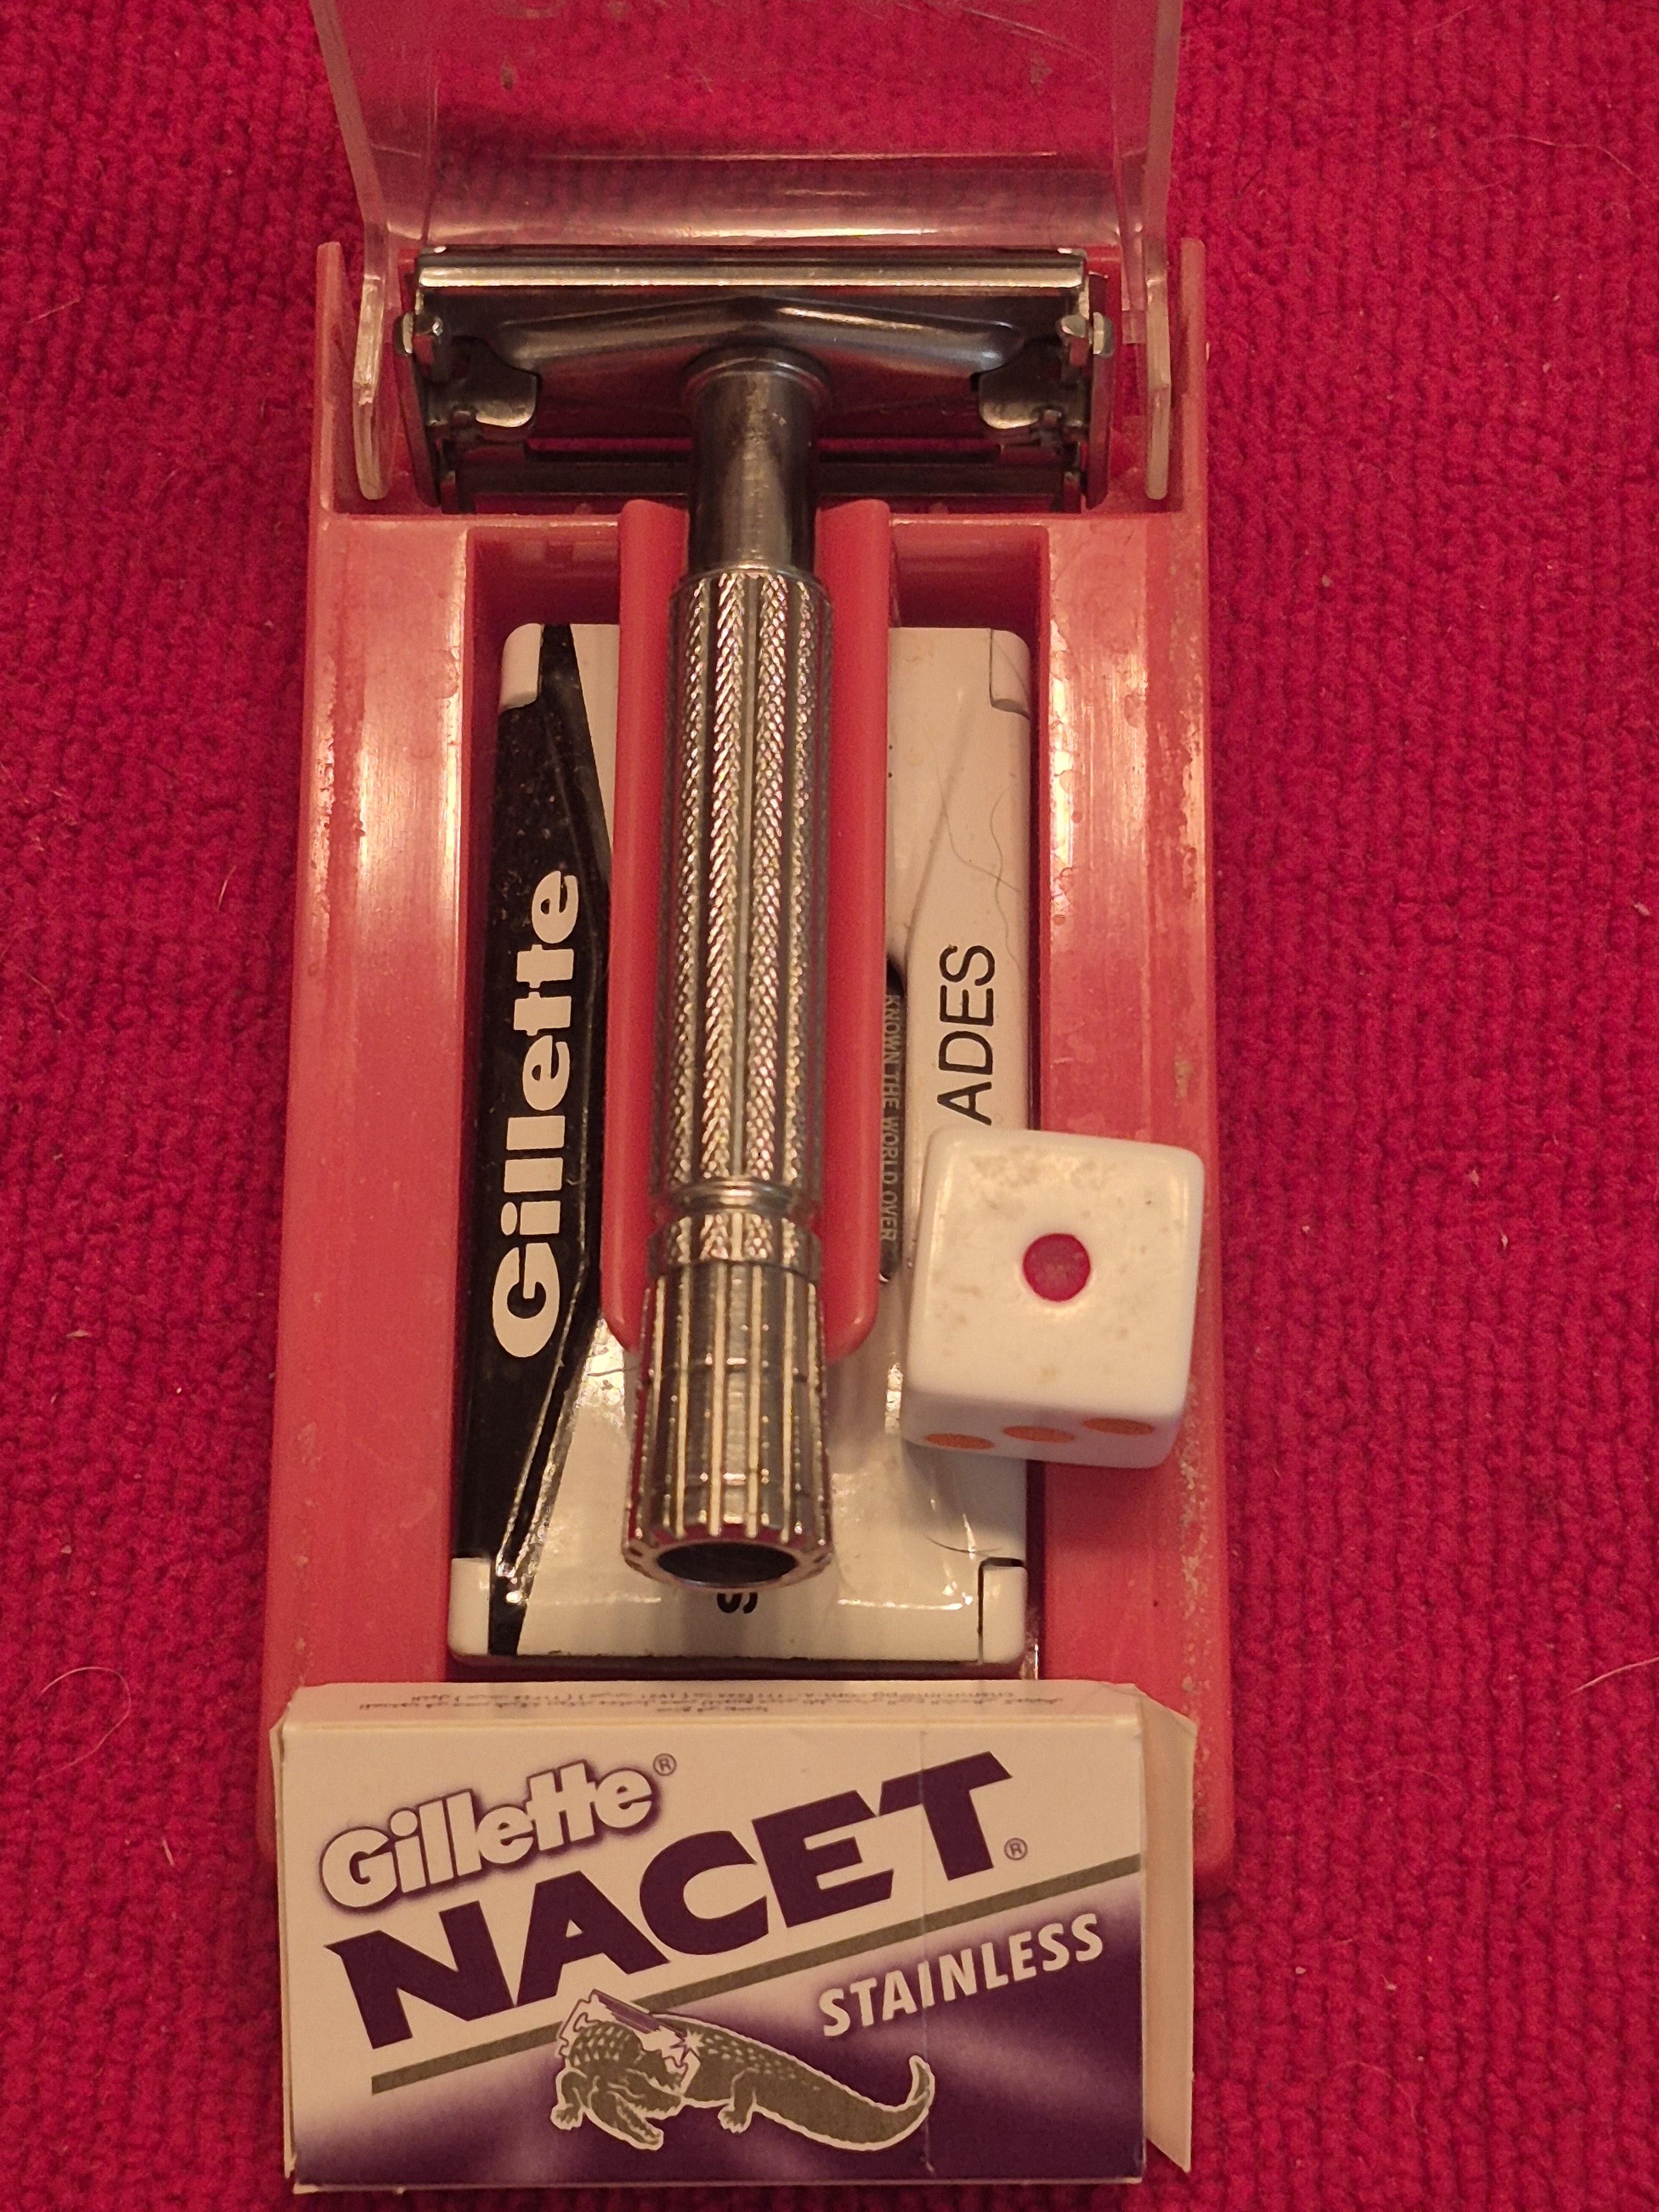 Gillette
KNOWN THE WORLD OVER
ADES
S
Gillette®
NACET®
STAINLESS